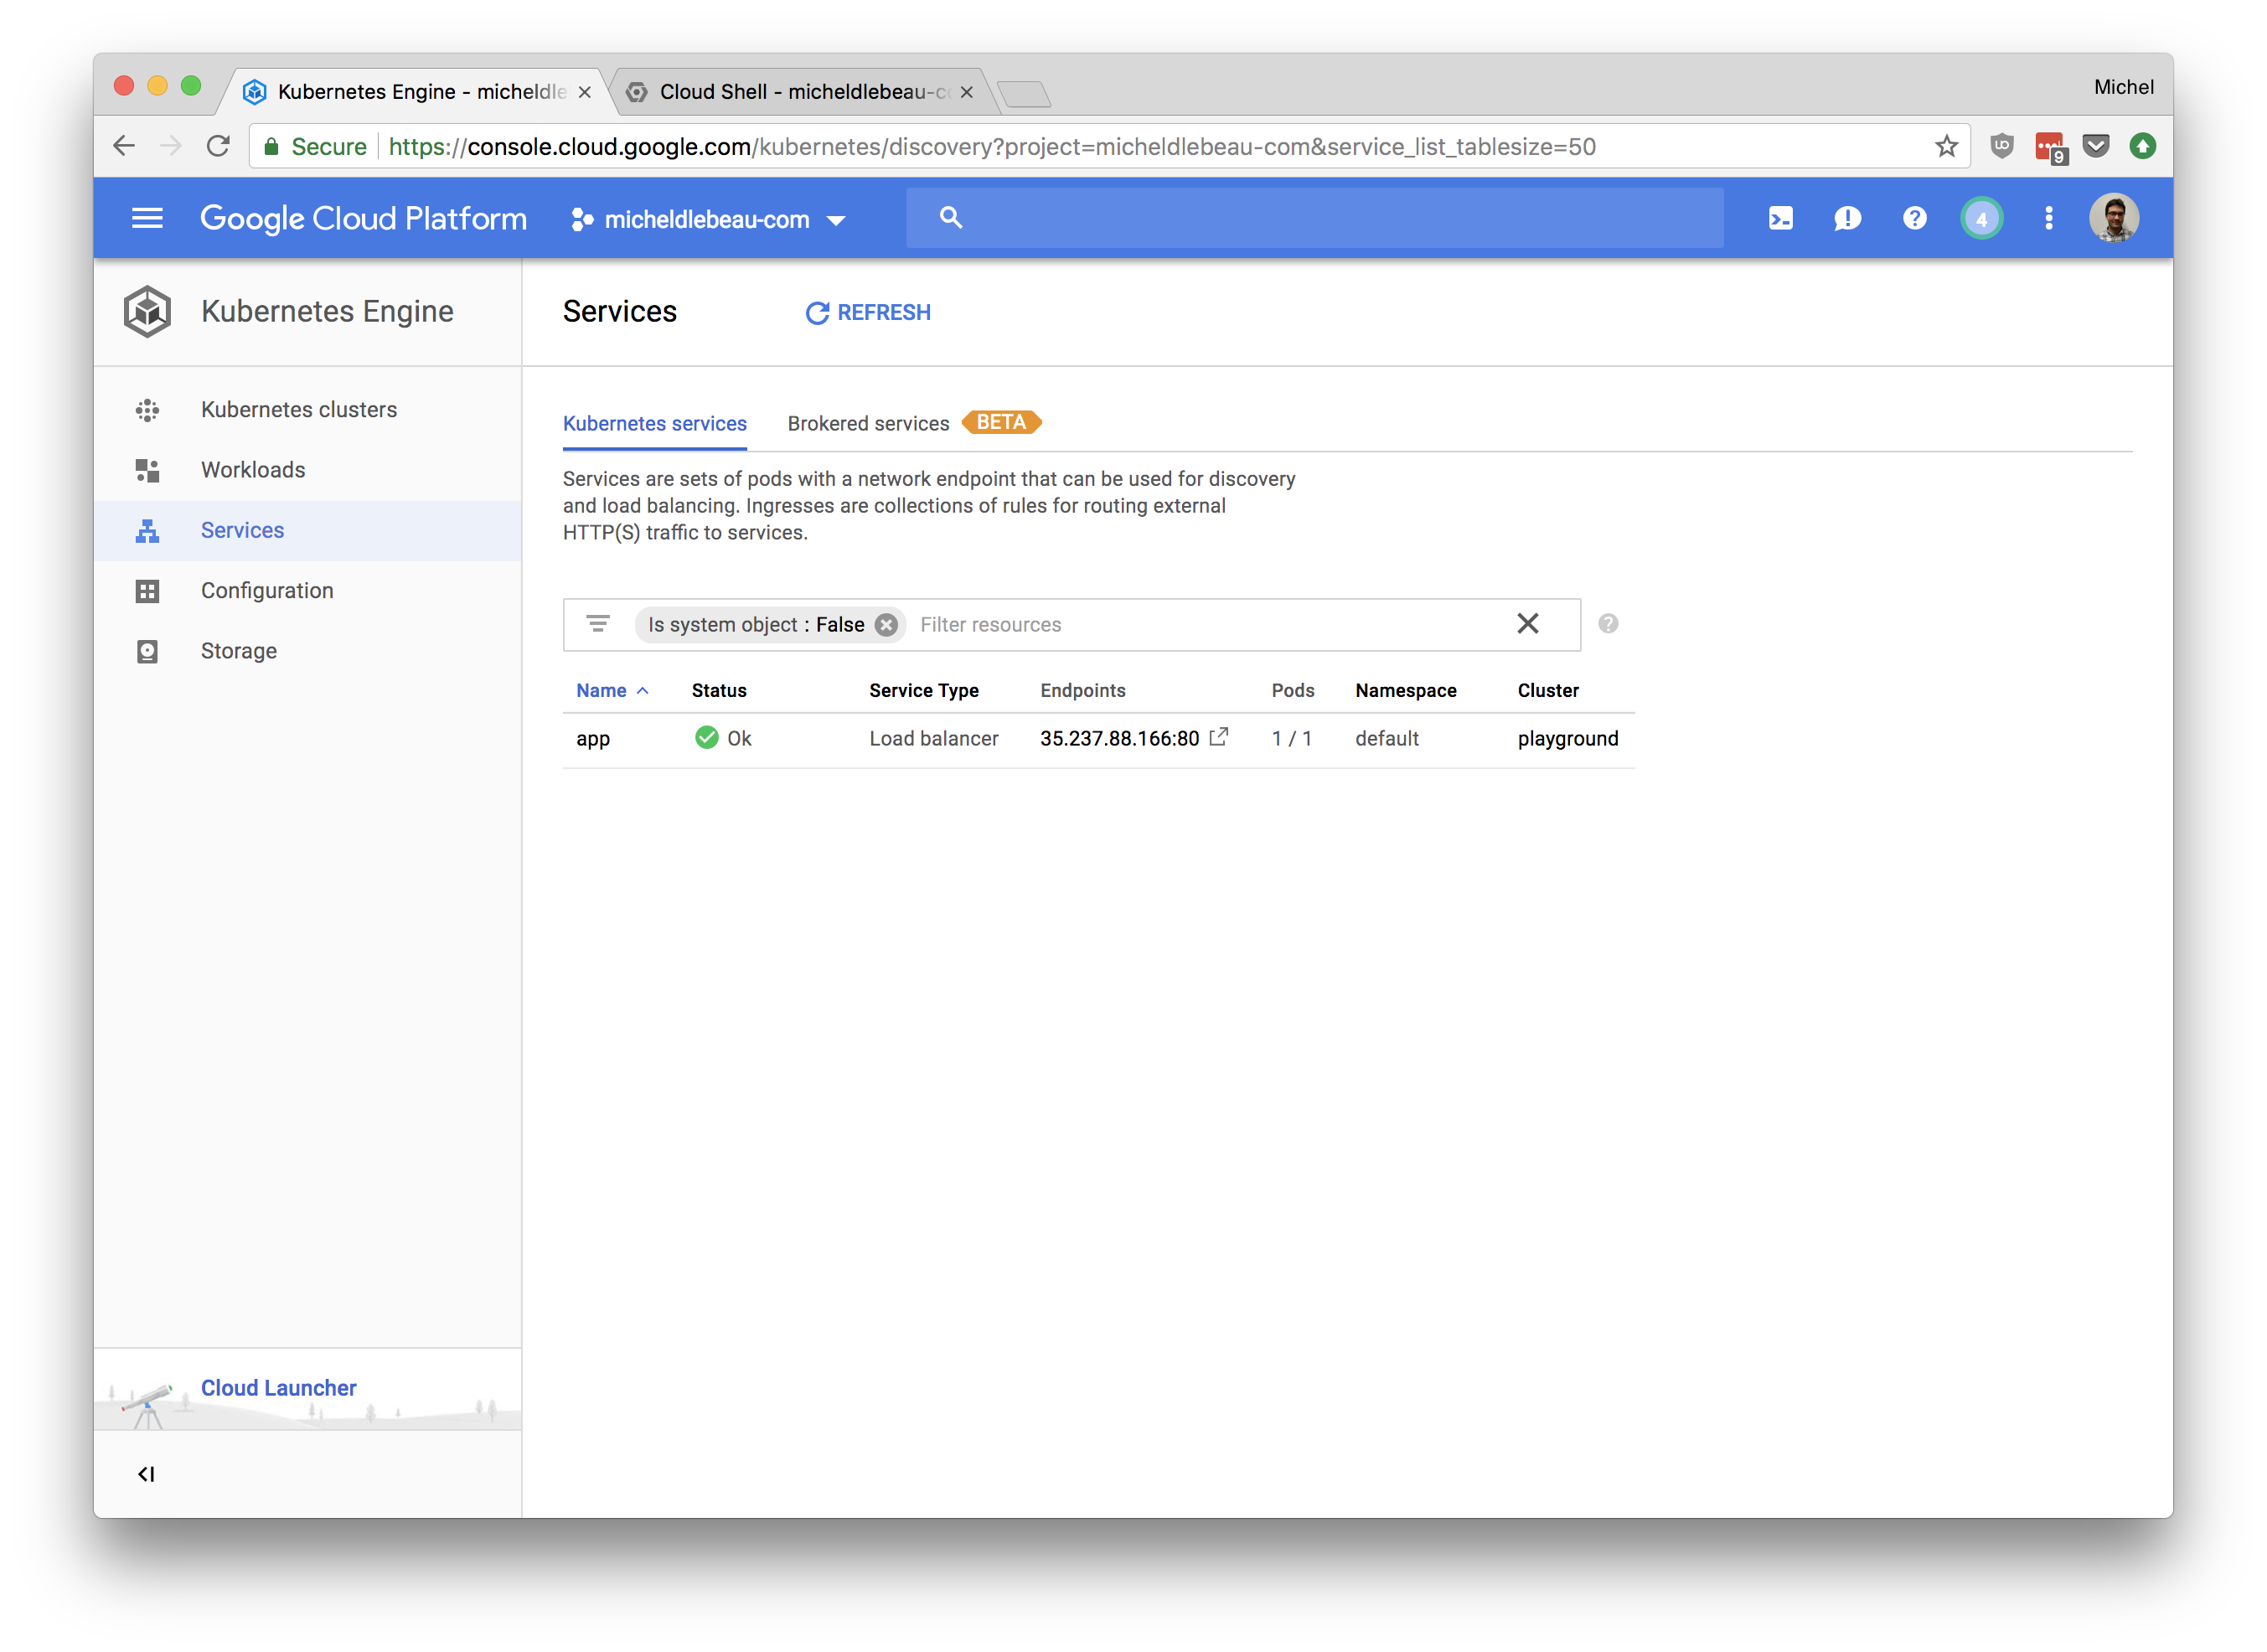 Kubernetes Engine - micheldle
Cloud Shell - micheldlebeau-c
Michel
Secure https://console.cloud.google.com/kubernetes/discovery?project=micheldlebeau-com&service_list_tablesize=50
9
Google Cloud Platform micheldlebeau-com
4
Kubernetes Engine
Services REFRESH
Kubernetes clusters
Workloads
Services
Configuration
Storage
Kubernetes services Brokered services BETA
Services are sets of pods with a network endpoint that can be used for discovery
and load balancing. Ingresses are collections of rules for routing external
HTTP(S) traffic to services.
Is system object : False Filter resources
Name Status Service Type Endpoints Pods Namespace Cluster
app Ok Load balancer 35.237.88.166:80 1 / 1 default playground
Cloud Launcher